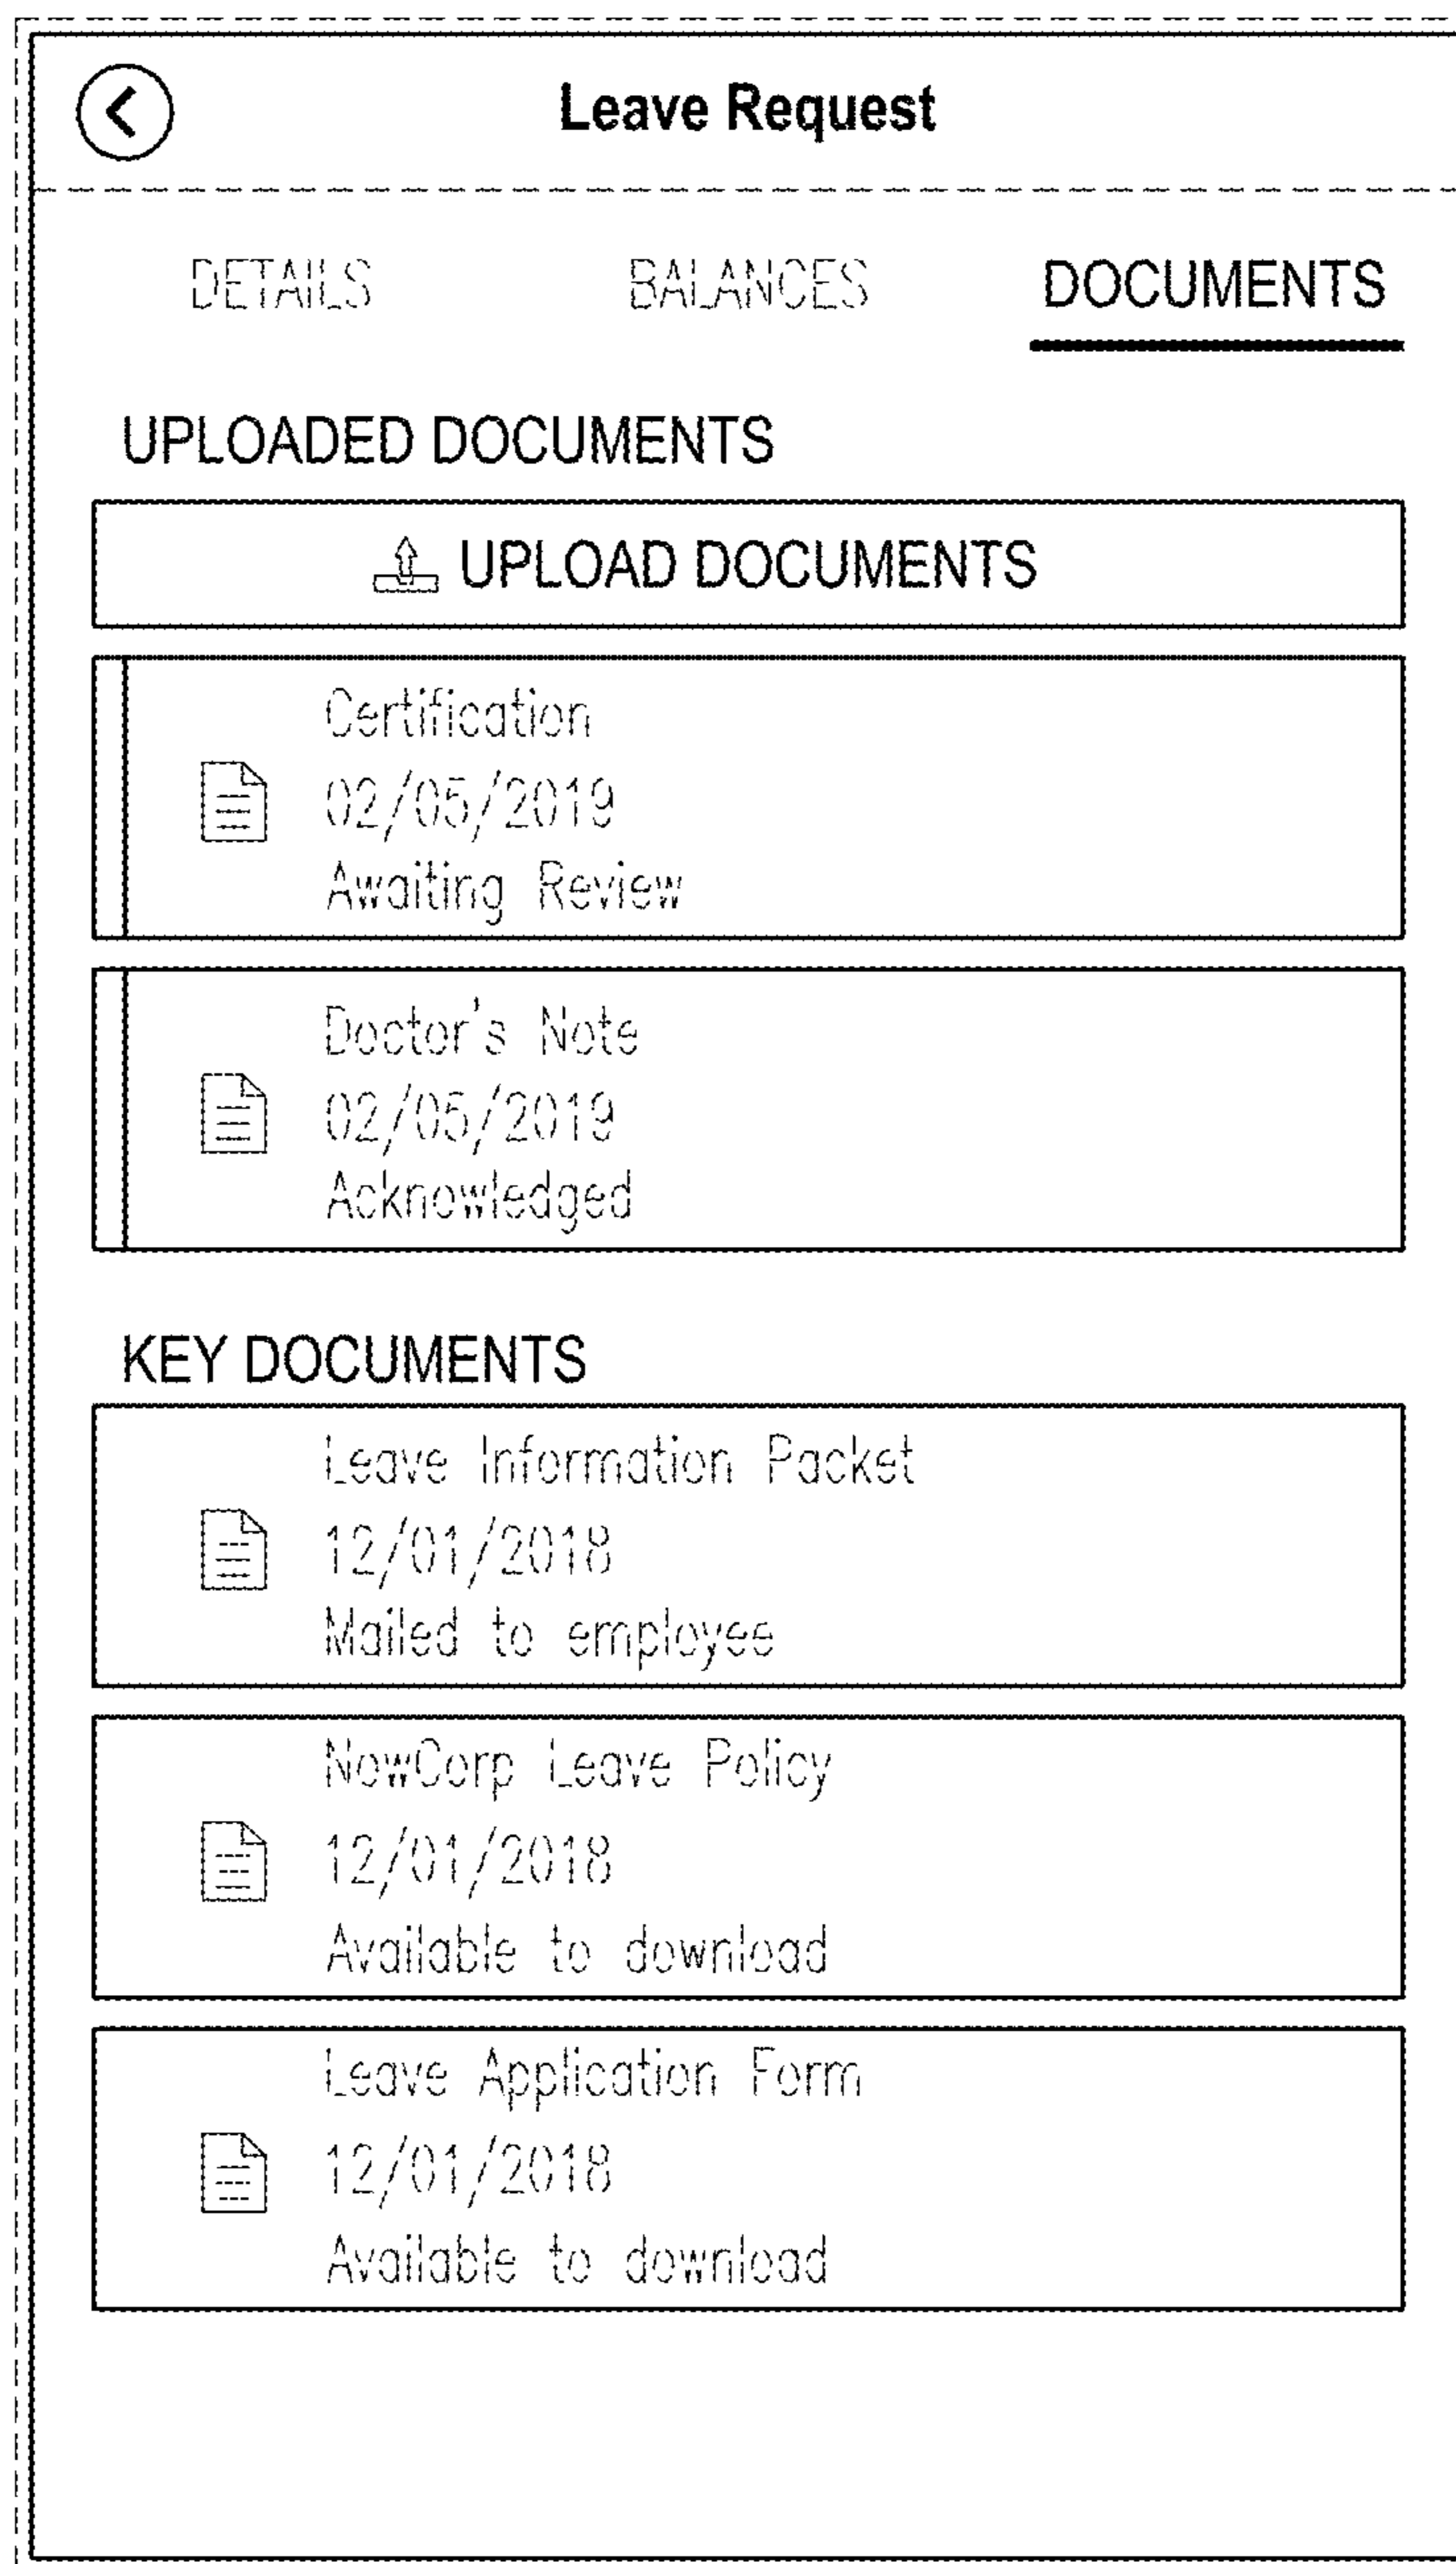 Leave Request
DETAILS BALANCES DOCUMENTS
UPLOADED DOCUMENTS
UPLOAD DOCUMENTS
Certification
02/05/2019
Awaiting Review
Doctor's Note
02/05/2019
Acknowledged
KEY DOCUMENTS
Leave Information Packet
12/01/2018
Mailed to employee
NowCorp Leave Policy
12/01/2018
Available to download
Leave Application Form
12/01/2018
Available to download